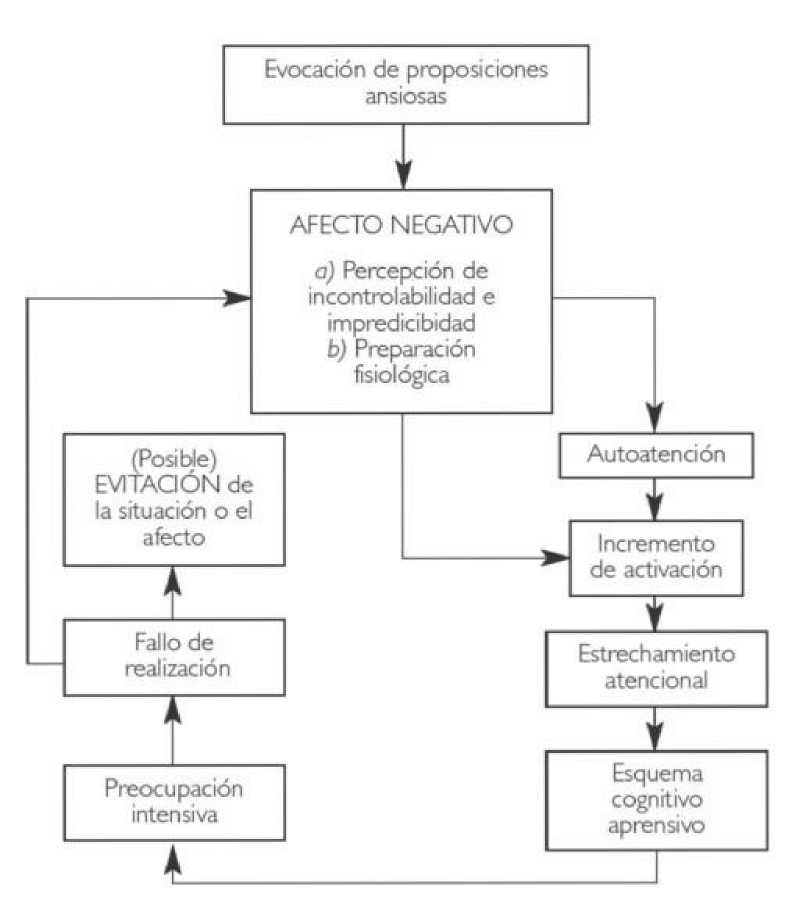 Evocación de proposiciones
ansiosas
AFECTO NEGATIVO
a) Percepción de
incontrolabilidad e
impredicibidad
b) Preparación
fisiológica
Autoatención
Incremento
de activación
Estrechamiento
atencional
Esquema
cognitivo
aprensivo
Preocupación
intensiva
Fallo de
realización
(Posible)
EVITACIÓN de
la situación o el
afecto